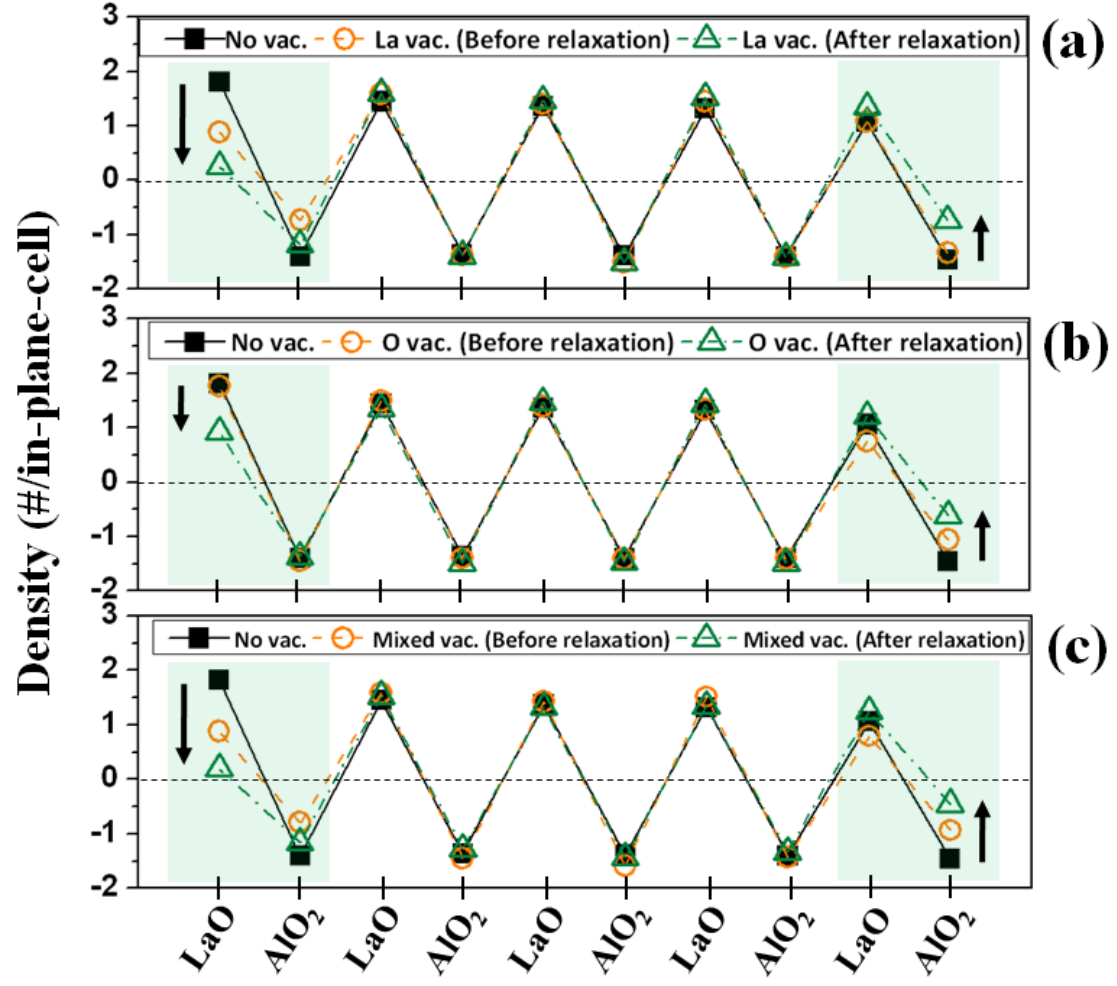 3
2
1
0
-1
-2
No vac. La vac. (Before relaxation) La vac. (After relaxation)
(a)
3
2
1
0
-1
-2
No vac. O vac. (Before relaxation) O vac. (After relaxation)
(b)
3
2
1
0
-1
-2
No vac. Mixed vac. (Before relaxation) Mixed vac. (After relaxation)
(c)
Density (#/in-plane-cell)
LaO
AlO₂
LaO
AlO₂
LaO
AlO₂
LaO
AlO₂
LaO
AlO₂